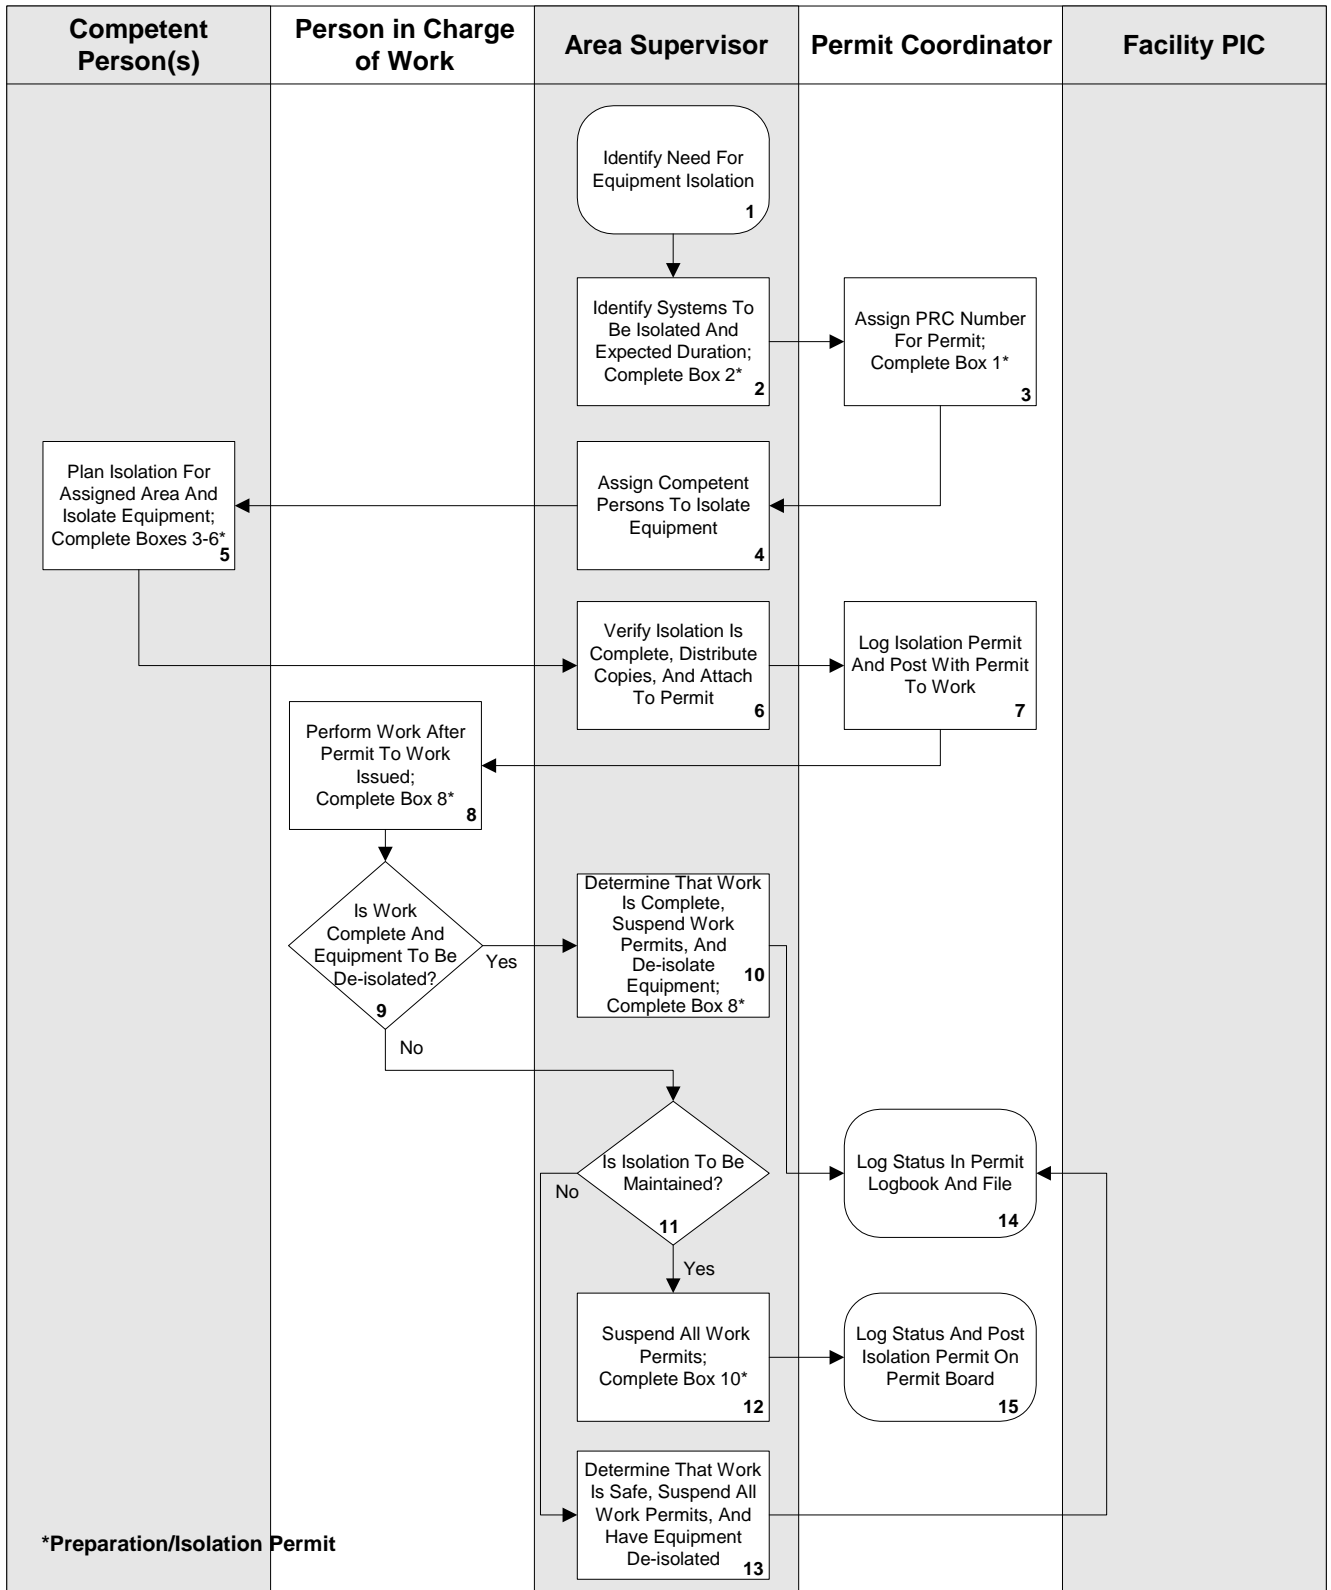 Competent
Person(s)
Person in Charge
of Work
Area Supervisor
Permit Coordinator
Facility PIC
Identify Need For
Equipment Isolation
1
Identify Systems To
Be Isolated And
Expected Duration;
Complete Box 2*
2
Assign PRC Number
For Permit;
Complete Box 1*
3
Assign Competent
Persons To Isolate
Equipment
4
Plan Isolation For
Assigned Area And
Isolate Equipment;
Complete Boxes 3-6*
5
Verify Isolation Is
Complete, Distribute
Copies, And Attach
To Permit
6
Log Isolation Permit
And Post With Permit
To Work
7
Perform Work After
Permit To Work
Issued;
Complete Box 8*
8
Is Work
Complete And
Equipment To Be
De-isolated?
9
Yes
No
Determine That Work
Is Complete,
Suspend Work
Permits, And
De-isolate
Equipment;
Complete Box 8*
10
Is Isolation To Be
Maintained?
11
No
Yes
Log Status In Permit
Logbook And File
14
Suspend All Work
Permits;
Complete Box 10*
12
Log Status And Post
Isolation Permit On
Permit Board
15
Determine That Work
Is Safe, Suspend All
Work Permits, And
Have Equipment
De-isolated
13
*Preparation/Isolation Permit